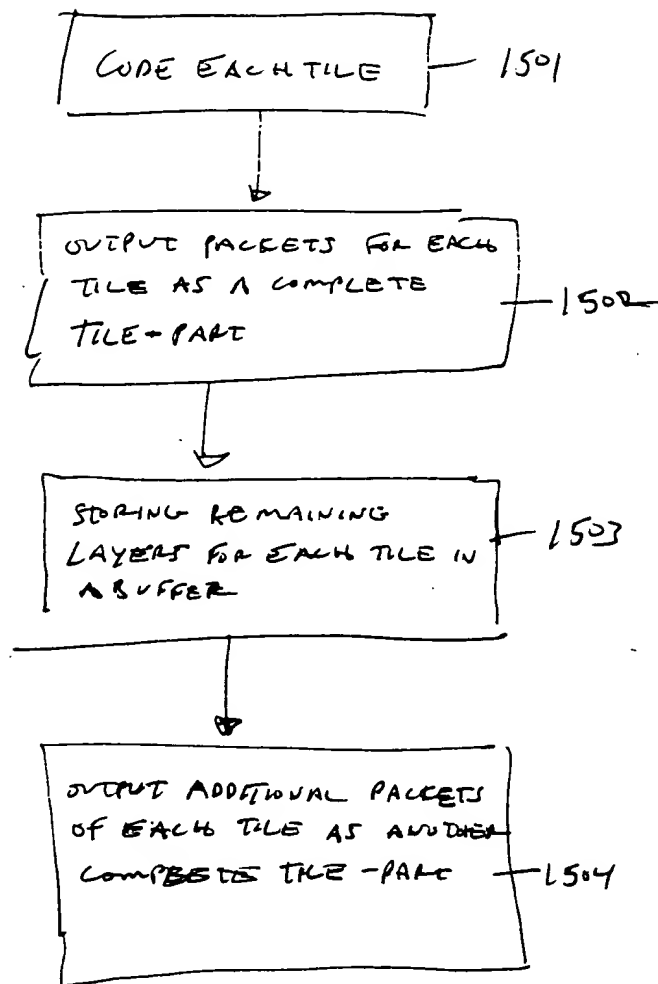 CODE EACH TILE
1501
OUTPUT PACKETS FOR EACH
TILE AS A COMPLETE
TILE-PART
1502
STORING REMAINING
LAYERS FOR EACH TILE IN
A BUFFER
1503
OUTPUT ADDITIONAL PACKETS
OF EACH TILE AS ANOTHER
COMPLETE TILE-PART
1504